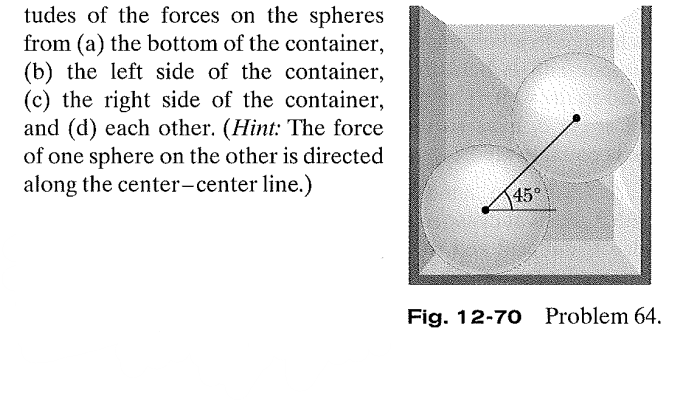 tudes of the forces on the spheres
from (a) the bottom of the container,
(b) the left side of the container,
(c) the right side of the container,
and (d) each other. (Hint: The force
of one sphere on the other is directed
along the center–center line.)
45°
Fig. 12-70 Problem 64.